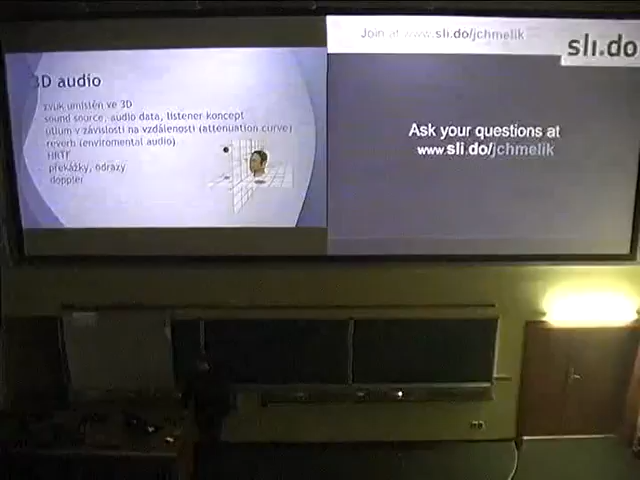 3D audio
zvuk umístěn ve 3D
sound source, audio data, listener koncept
útlum v závislosti na vzdálenosti (attenuation curve)
reverb (enviromental audio)
HRTF
překážky, odrazy
doppler
Join at www.sli.do/jchmelik
sli.do
Ask your questions at
www.sli.do/jchmelik